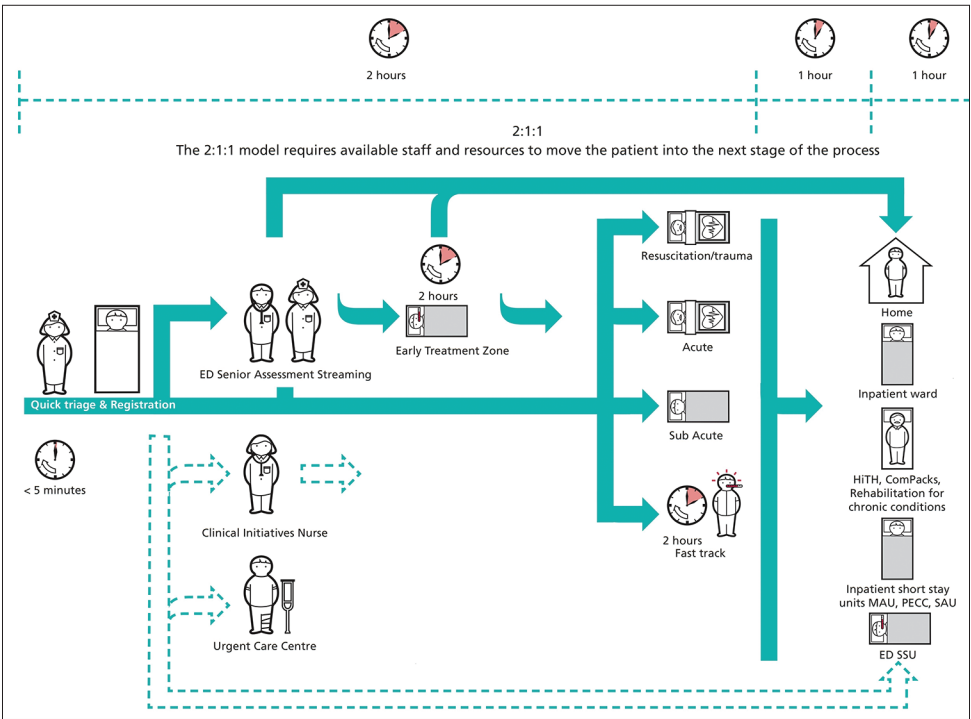 2 hours
1 hour
1 hour
2:1:1
The 2:1:1 model requires available staff and resources to move the patient into the next stage of the process
2 hours
Early Treatment Zone
ED Senior Assessment Streaming
Quick triage & Registration
< 5 minutes
Clinical Initiatives Nurse
Urgent Care Centre
Resuscitation/trauma
Acute
Sub Acute
2 hours
Fast track
Home
Inpatient ward
HiTH, ComPacks,
Rehabilitation for
chronic conditions
Inpatient short stay
units MAU, PECC, SAU
ED SSU